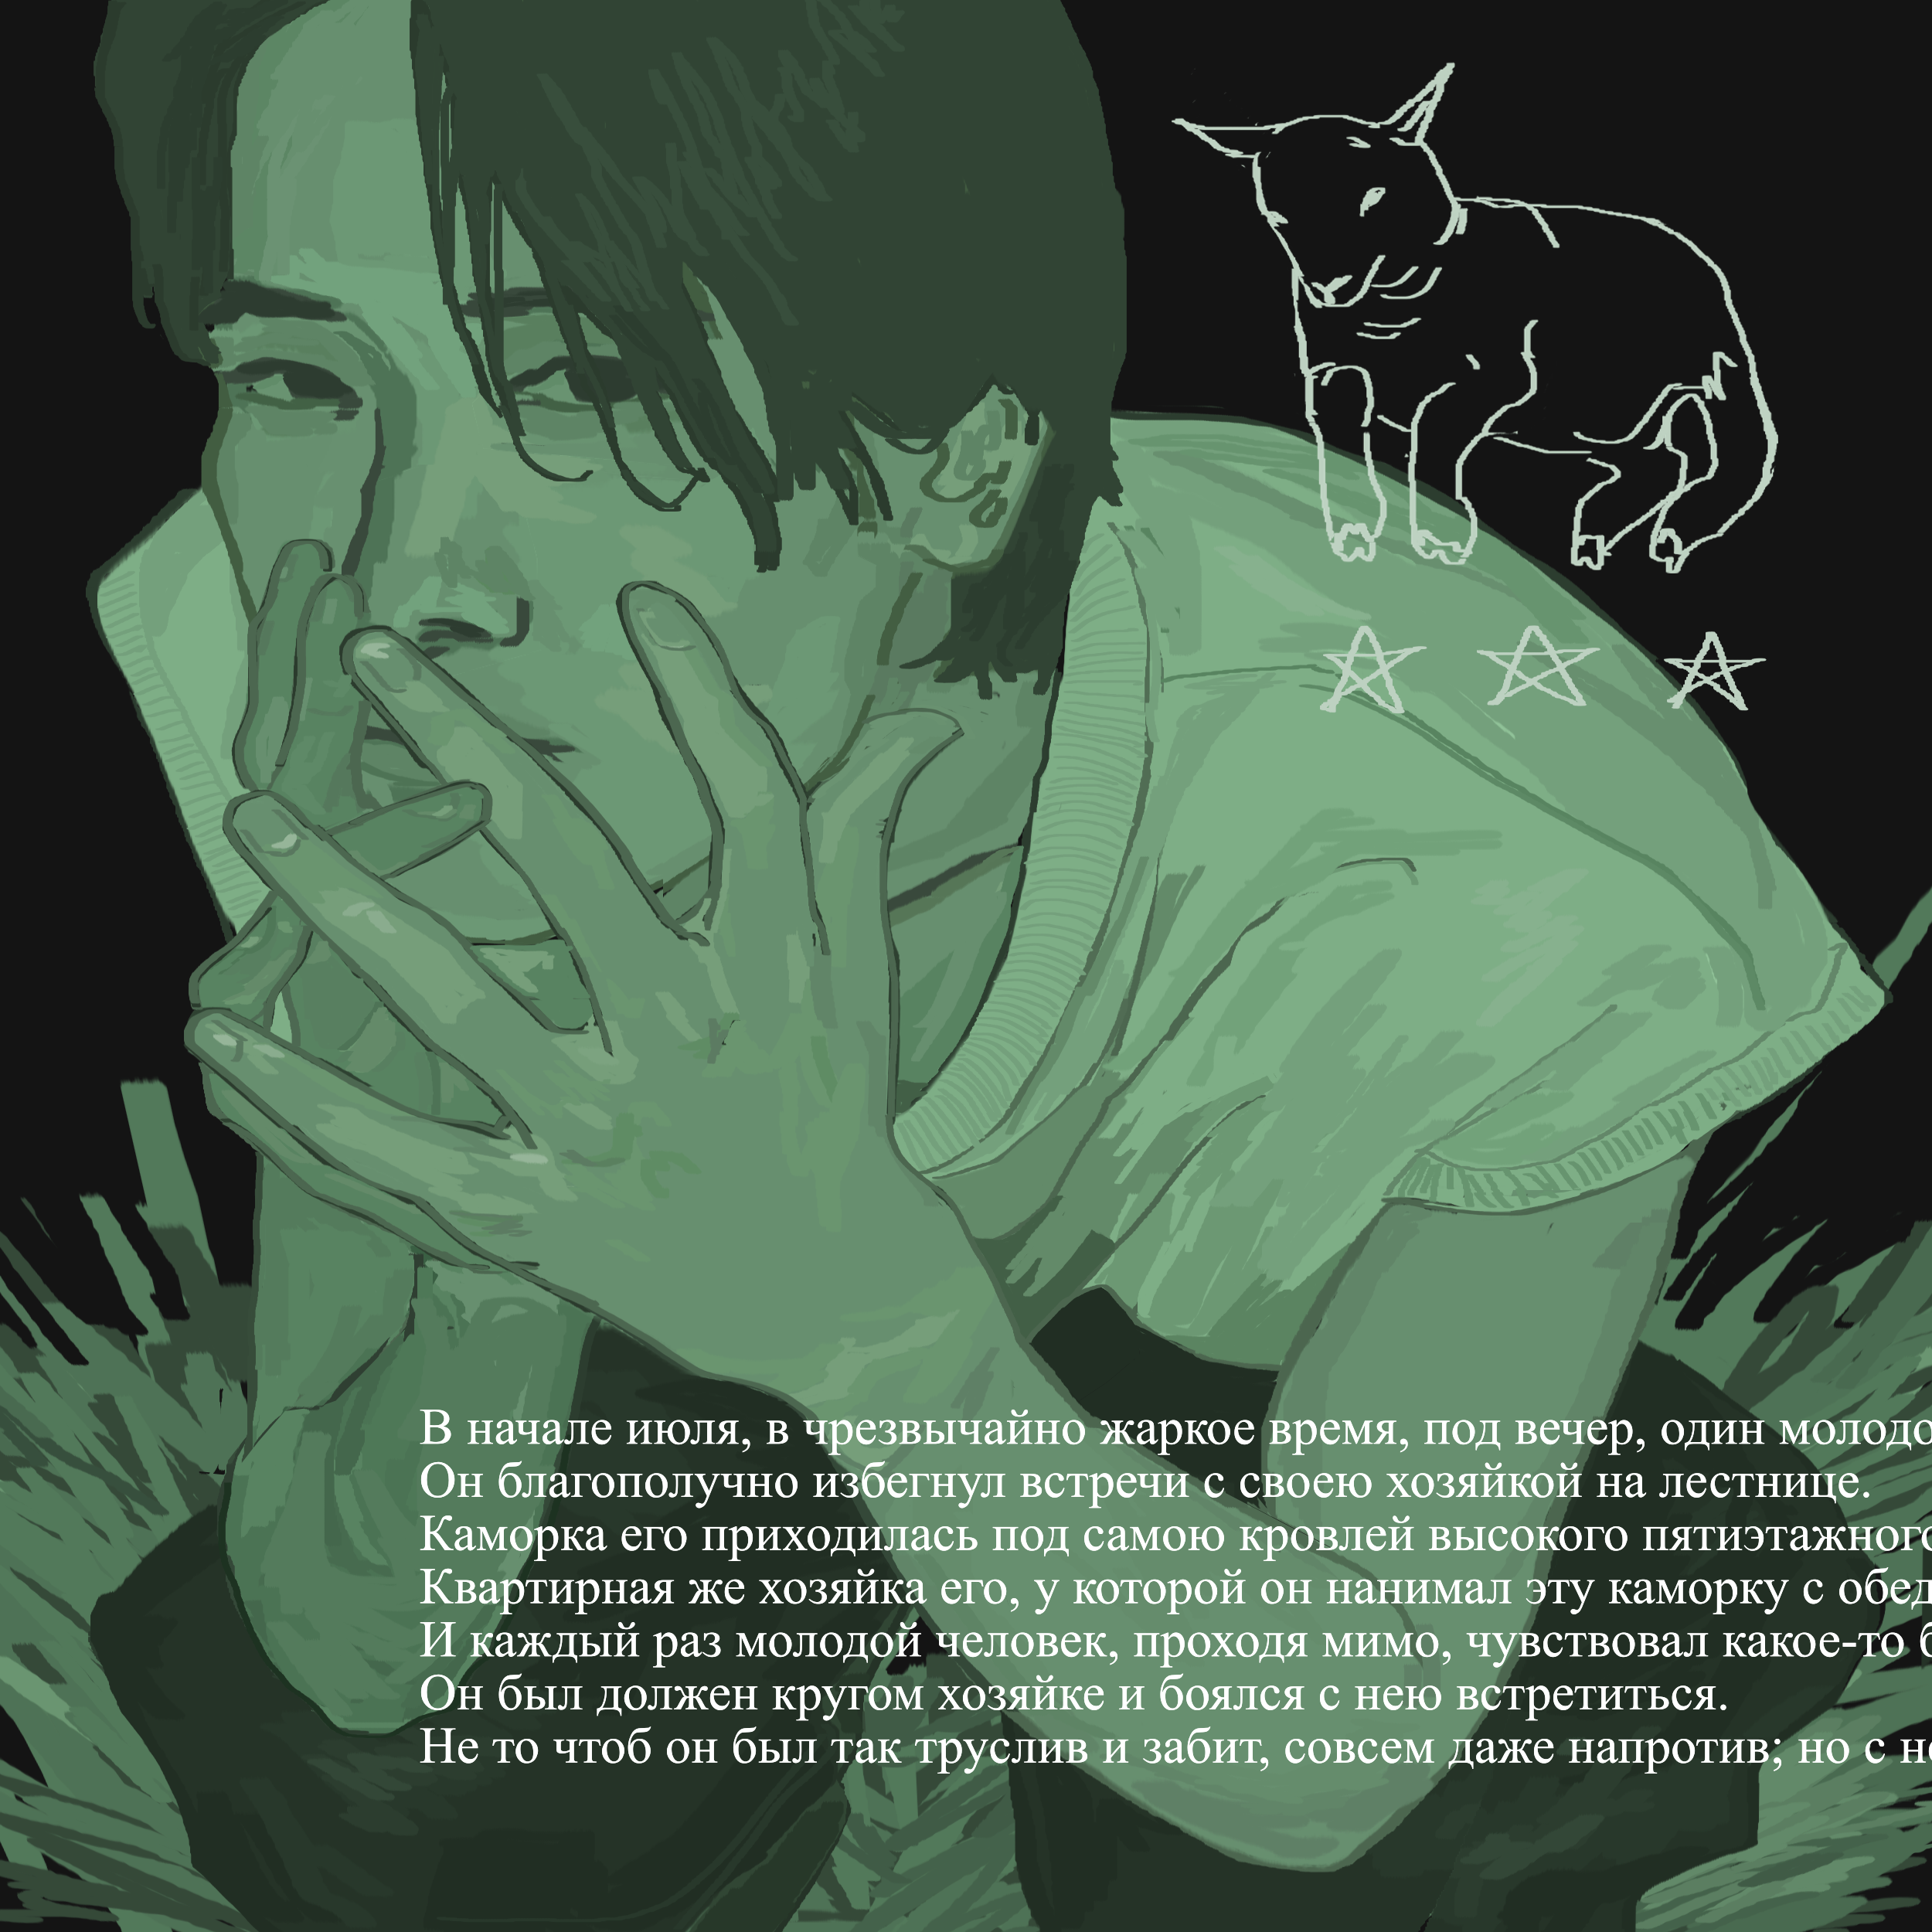 В начале июля, в чрезвычайно жаркое время, под вечер, один
Он благополучно избегнул встречи с своею хозяйкой на лестнице.
Каморка его приходилась под самою кровлей высокого
Квартирная же хозяйка его, у которой он нанимал эту каморку с
И каждый раз молодой человек, проходя мимо, чувствовал какое-то
Он был должен кругом хозяйке и боялся с нею встретиться.
Не то чтоб он был так труслив и забит, совсем даже напротив; но с